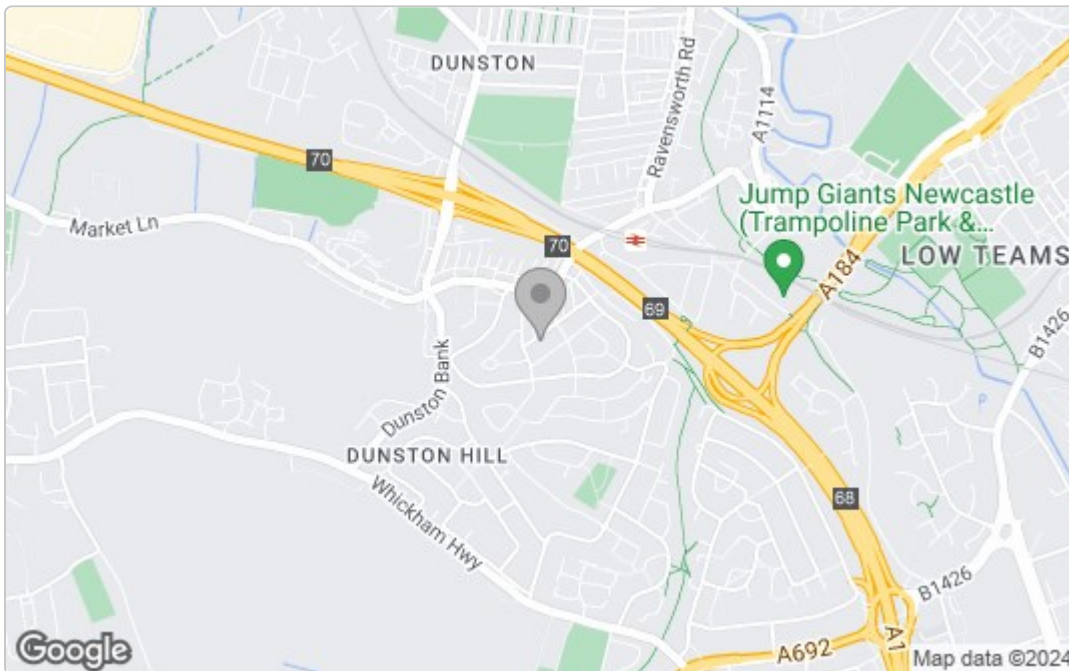 DUNSTON
Ravensworth Rd
A1114
70
Market Ln
70
Jump Giants Newcastle
(Trampoline Park &...
LOW TEAMS
A184
69
B1426
Dunston Bank
DUNSTON HILL
Whickham Hwy
68
B1426
A692
A1
Google
Map data ©2024